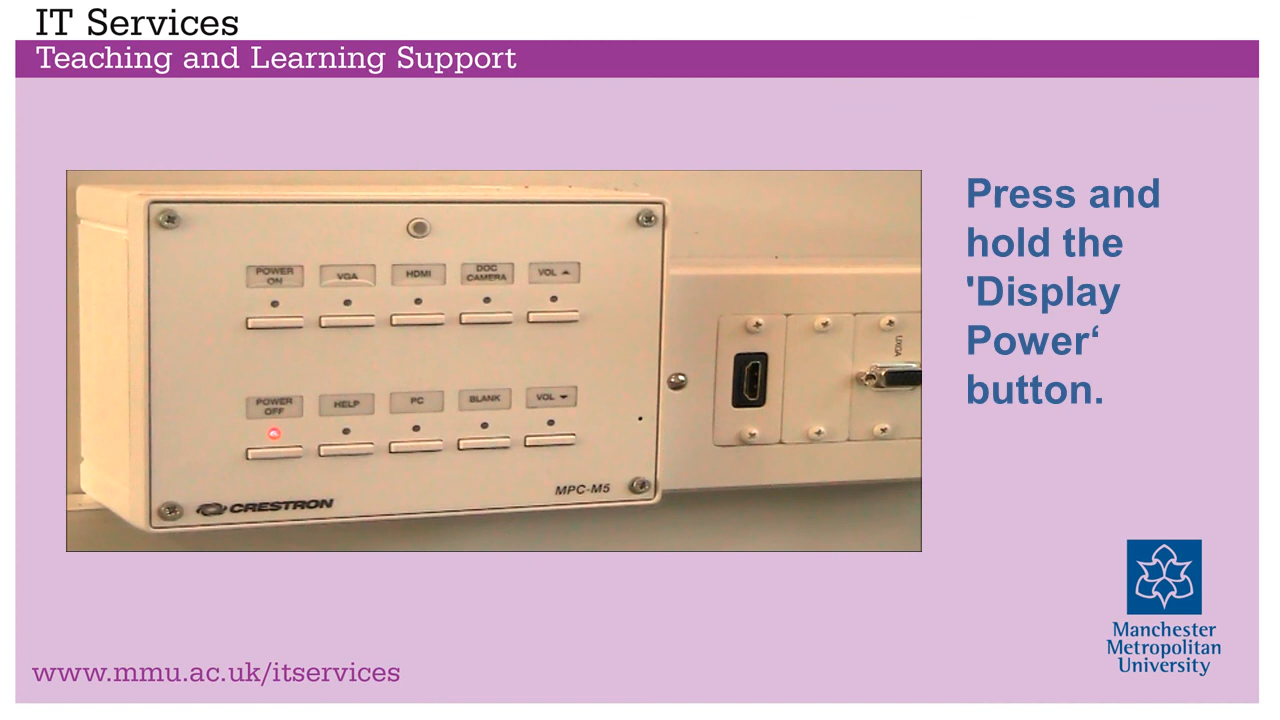 IT Services
Teaching and Learning Support
Press and
hold the
'Display
Power‘
button.
POWER
ON
VGA
HDMI
DOC
CAMERA
VOL
UXGA
POWER
OFF
HELP
PC
BLANK
VOL
CRESTRON
MPC-M5
Manchester
Metropolitan
University
www.mmu.ac.uk/itservices